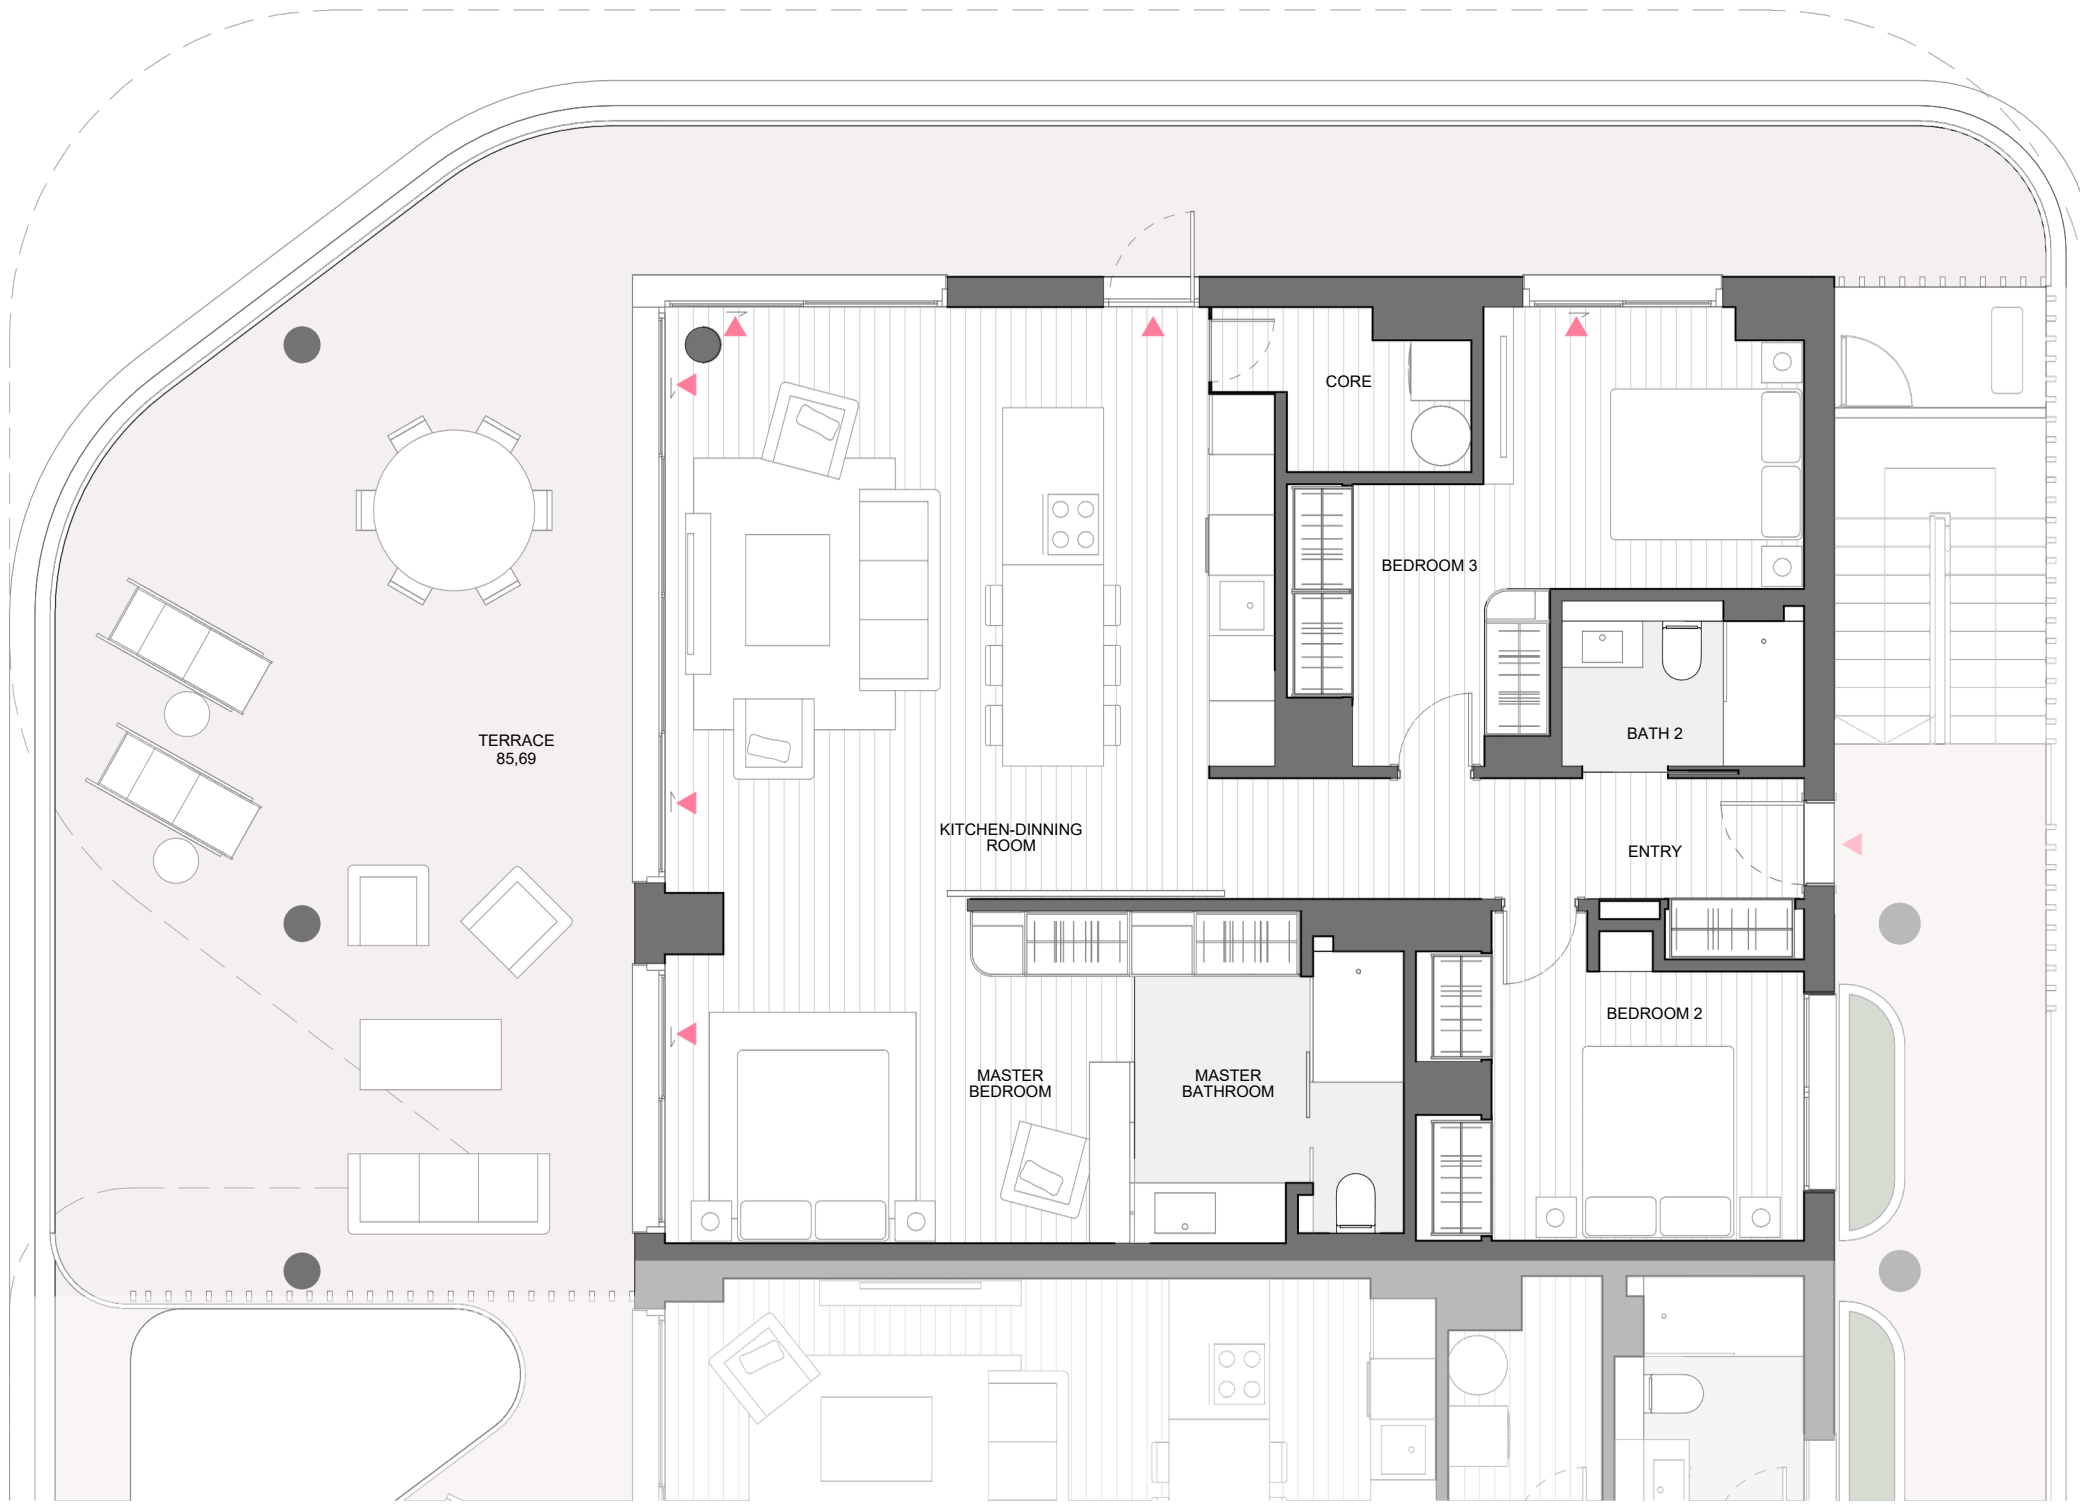 CORE
BEDROOM 3
TERRACE
85,69
BATH 2
KITCHEN-DINNING
ROOM
ENTRY
BEDROOM 2
MASTER
BEDROOM
MASTER
BATHROOM